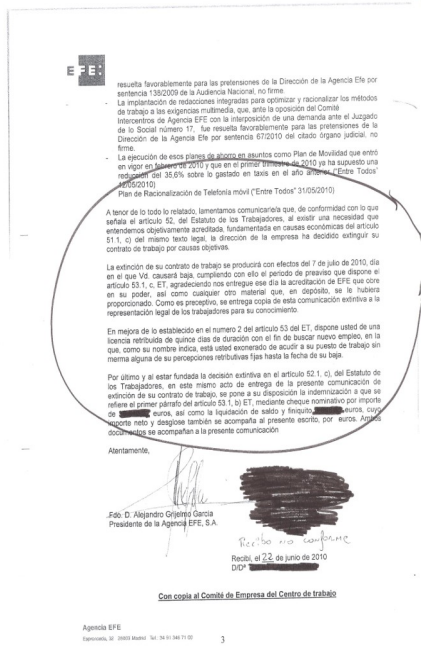 EFE:
resuelta favorablemente para las pretensiones de la Dirección de la Agencia Efe por
sentencia 138/2009 de la Audiencia Nacional, no firme.
- La implantación de redacciones integradas para optimizar y racionalizar los métodos
de trabajo a las exigencias multimedia, que, ante la oposición del Comité
Intercentros de Agencia EFE con la interposición de una demanda ante el Juzgado
de lo Social número 17, fue resuelta favorablemente para las pretensiones de la
Dirección de la Agencia Efe por sentencia 67/2010 del citado órgano judicial, no
firme.
- La ejecución de esos planes de ahorro en asuntos como Plan de Movilidad que entró
en vigor en febrero de 2010 y que en el primer trimestre de 2010 ya ha supuesto una
reducción del 35,6% sobre lo gastado en taxis en el año anterior ("Entre Todos"
12/05/2010)
Plan de Racionalización de Telefonía móvil ("Entre Todos" 31/05/2010)
A tenor de todo lo relatado, lamentamos comunicarle/a que, de conformidad con lo que
señala el artículo 52, del Estatuto de los Trabajadores, al existir una necesidad que
entendemos objetivamente acreditada, fundamentada en causas económicas del artículo
51.1, c) del mismo texto legal, la dirección de la empresa ha decidido extinguir su
contrato de trabajo por causas objetivas.
La extinción de su contrato de trabajo se producirá con efectos del 7 de julio de 2010, día
en el que Vd. causará baja, cumpliendo con ello el periodo de preaviso que dispone el
artículo 53.1, c, ET, agradeciendo nos entregue ese día la acreditación de EFE que obre
en su poder, así como cualquier otro material que, en depósito, se le hubiera
proporcionado. Como es preceptivo, se entrega copia de esta comunicación extintiva a la
representación legal de los trabajadores para su conocimiento
En mejora de lo establecido en el numero 2 del artículo 53 del ET, dispone usted de una
licencia retribuida de quince días de duración con el fin de buscar nuevo empleo, en la
que, como su nombre indica, está usted exonerado de acudir a su puesto de trabajo sin
merma alguna de sus percepciones retributivas fijas hasta la fecha de su baja.
Por último y al estar fundada la decisión extintiva en el artículo 52.1. c), del Estatuto de
los Trabajadores, en este mismo acto de entrega de la presente comunicación de
extinción de su contrato de trabajo, se pone a su disposición la indemnización a que se
refiere el primer párrafo del artículo 53.1, b) ET, mediante cheque nominativo por importe
de euros, así como la liquidación de saldo y finiquito euros, cuyo
importe neto y desglose también se acompaña al presente escrito, por euros. Ambos
documentos se acompañan a la presente comunicación
Atentamente,
Fdo. D. Alejandro Grijelmo García
Presidente de la Agencia EFE, S.A.
Recibo no conforme
Recibí, el 22 de junio de 2010
D/Dª
Con copia al Comité de Empresa del Centro de trabajo
Agencia EFE
Espronceda, 32 28003 Madrid Tel: 34 91 346 71 00
3